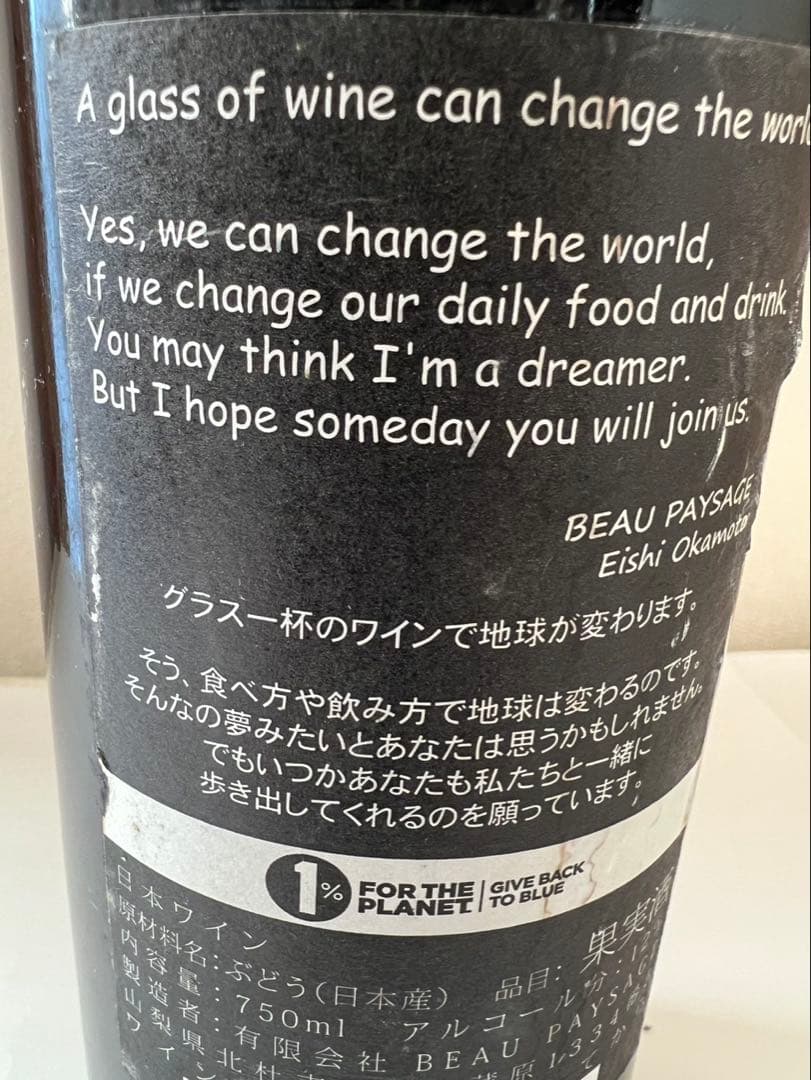 A glass of wine can change the world
Yes, we can change the world,
if we change our daily food and drink.
You may think I'm a dreamer.
But I hope someday you will join us.
BEAU PAYSAGE
Eishi Okamoto
グラス一杯のワインで地球が変わります。
そう、食べ方や飲み方で地球は変わるのです。
そんなの夢みたいとあなたは思うかもしれません。
でもいつかあなたも私たちと一緒に
歩き出してくれるのを願っています。
1% FOR THE PLANET | GIVE BACK TO BLUE
日本ワイン
原材料名：ぶどう（日本産） 品目：果実酒
内容量：750ml アルコール分：12
製造者：有限会社 BEAU PAYSAGE
山梨県北杜市
ワイン